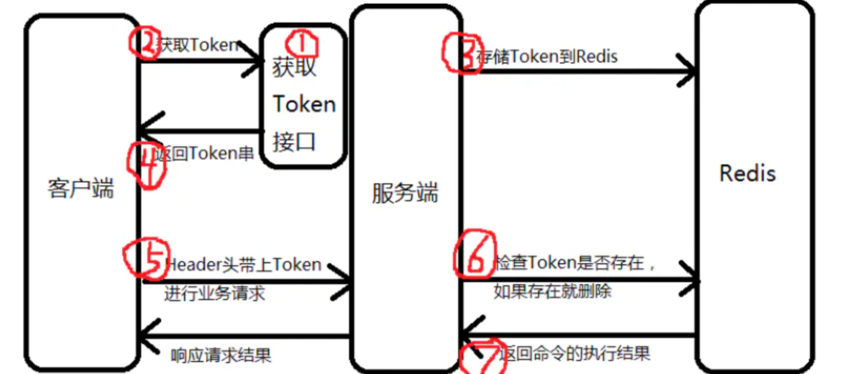 ② 获取Token
①
获取
Token
接口
③ 存储Token到Redis
④ 返回Token串
客户端
服务端
Redis
⑤ Header头带上Token
进行业务请求
⑥ 检查Token是否存在，
如果存在就删除
响应请求结果
⑦ 返回命令的执行结果